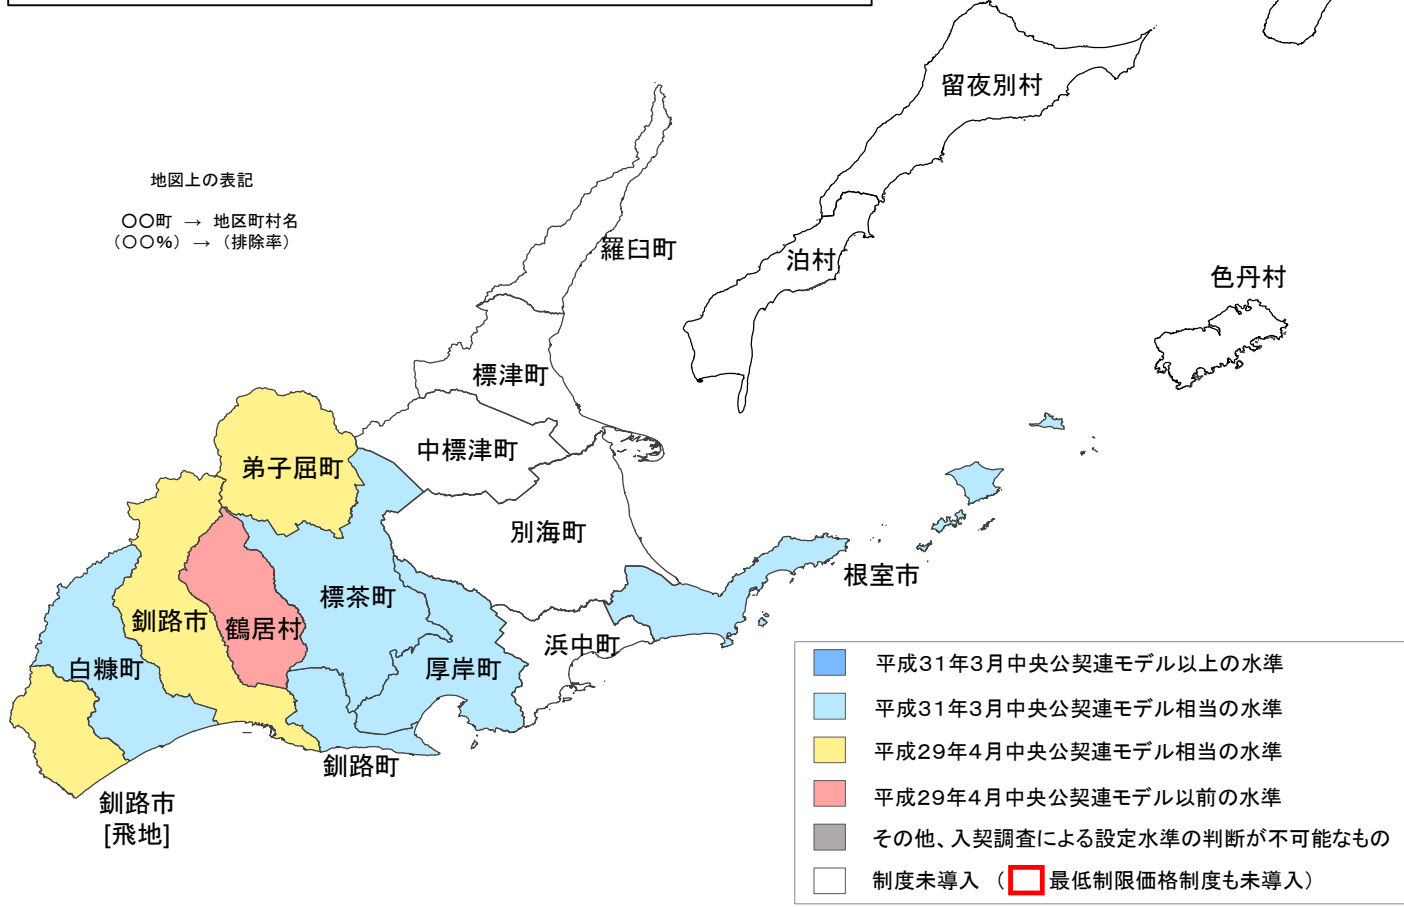 留夜別村
地図上の表記
〇〇町 → 地区町村名
(〇〇%) → (排除率)
羅臼町
泊村
色丹村
標津町
中標津町
弟子屈町
別海町
根室市
標茶町
釧路市
鶴居村
浜中町
白糠町
厚岸町
釧路町
釧路市
[飛地]
平成31年3月中央公契連モデル以上の水準
平成31年3月中央公契連モデル相当の水準
平成29年4月中央公契連モデル相当の水準
平成29年4月中央公契連モデル以前の水準
その他、入契調査による設定水準の判断が不可能なもの
制度未導入 ( 最低制限価格制度も未導入)